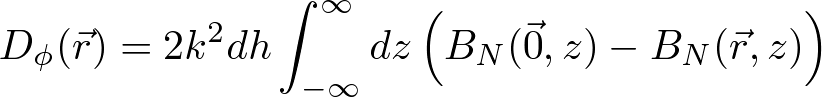 $D_\phi(\vec{r}) = 2k^2 dh \int_{-\infty}^{\infty} dz \left( B_N(\vec{0}, z) - B_N(\vec{r}, z) \right)$